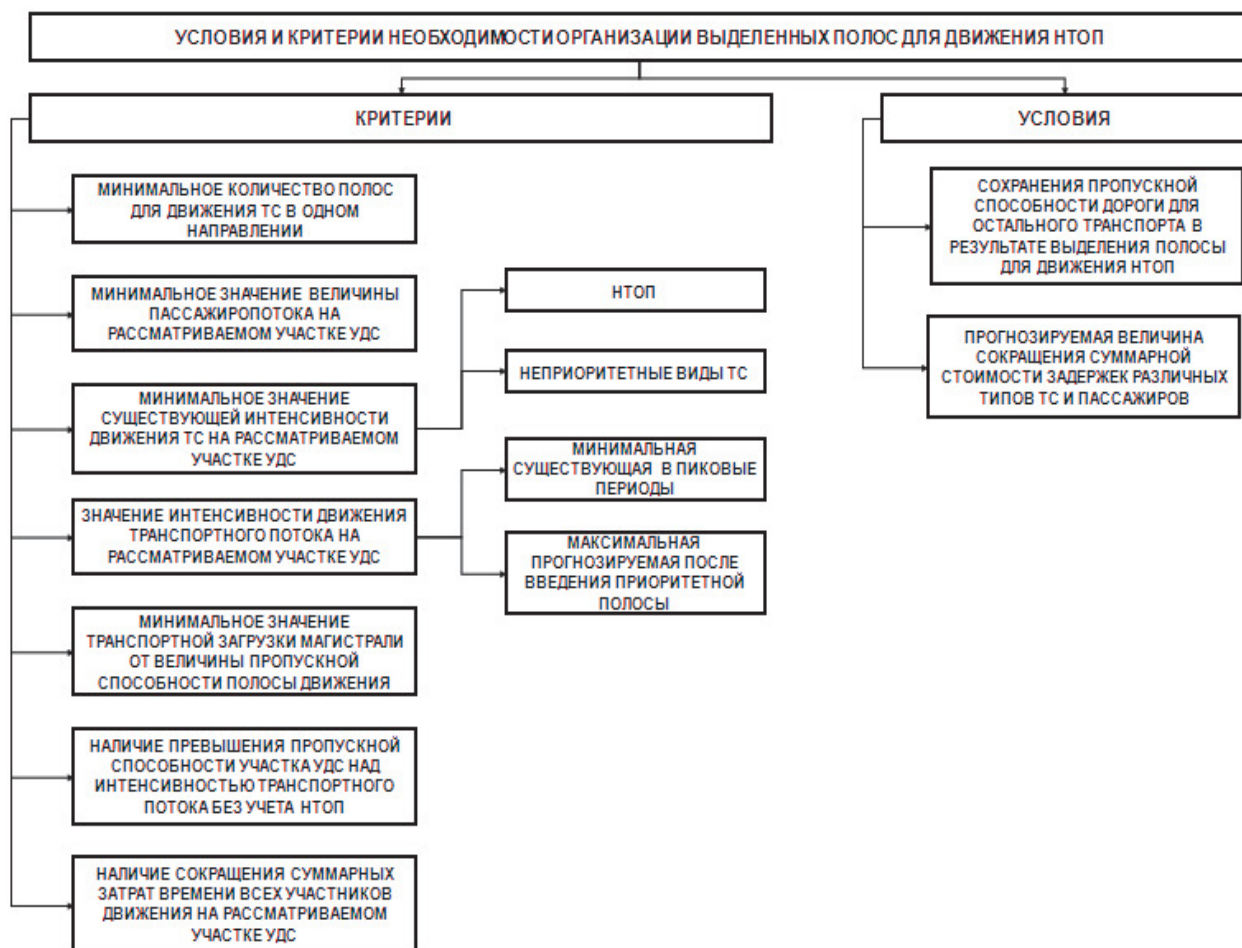 УСЛОВИЯ И КРИТЕРИИ НЕОБХОДИМОСТИ ОРГАНИЗАЦИИ ВЫДЕЛЕННЫХ ПОЛОС ДЛЯ ДВИЖЕНИЯ НТОП
КРИТЕРИИ
МИНИМАЛЬНОЕ КОЛИЧЕСТВО ПОЛОС
ДЛЯ ДВИЖЕНИЯ ТС В ОДНОМ
НАПРАВЛЕНИИ
МИНИМАЛЬНОЕ ЗНАЧЕНИЕ ВЕЛИЧИНЫ
ПАССАЖИРОПОТОКА НА
РАССМАТРИВАЕМОМ УЧАСТКЕ УДС
МИНИМАЛЬНОЕ ЗНАЧЕНИЕ
СУЩЕСТВУЮЩЕЙ ИНТЕНСИВНОСТИ
ДВИЖЕНИЯ ТС НА РАССМАТРИВАЕМОМ
УЧАСТКЕ УДС
НТОП
НЕПРИОРИТЕТНЫЕ ВИДЫ ТС
ЗНАЧЕНИЕ ИНТЕНСИВНОСТИ ДВИЖЕНИЯ
ТРАНСПОРТНОГО ПОТОКА НА
РАССМАТРИВАЕМОМ УЧАСТКЕ УДС
МИНИМАЛЬНАЯ
СУЩЕСТВУЮЩАЯ В ПИКОВЫЕ
ПЕРИОДЫ
МАКСИМАЛЬНАЯ
ПРОГНОЗИРУЕМАЯ ПОСЛЕ
ВВЕДЕНИЯ ПРИОРИТЕТНОЙ
ПОЛОСЫ
МИНИМАЛЬНОЕ ЗНАЧЕНИЕ
ТРАНСПОРТНОЙ ЗАГРУЗКИ МАГИСТРАЛИ
ОТ ВЕЛИЧИНЫ ПРОПУСКНОЙ
СПОСОБНОСТИ ПОЛОСЫ ДВИЖЕНИЯ
НАЛИЧИЕ ПРЕВЫШЕНИЯ ПРОПУСКНОЙ
СПОСОБНОСТИ УЧАСТКА УДС НАД
ИНТЕНСИВНОСТЬЮ ТРАНСПОРТНОГО
ПОТОКА БЕЗ УЧЕТА НТОП
НАЛИЧИЕ СОКРАЩЕНИЯ СУММАРНЫХ
ЗАТРАТ ВРЕМЕНИ ВСЕХ УЧАСТНИКОВ
ДВИЖЕНИЯ НА РАССМАТРИВАЕМОМ
УЧАСТКЕ УДС
УСЛОВИЯ
СОХРАНЕНИЯ ПРОПУСКНОЙ
СПОСОБНОСТИ ДОРОГИ ДЛЯ
ОСТАЛЬНОГО ТРАНСПОРТА В
РЕЗУЛЬТАТЕ ВЫДЕЛЕНИЯ ПОЛОСЫ
ДЛЯ ДВИЖЕНИЯ НТОП
ПРОГНОЗИРУЕМАЯ ВЕЛИЧИНА
СОКРАЩЕНИЯ СУММАРНОЙ
СТОИМОСТИ ЗАДЕРЖЕК РАЗЛИЧНЫХ
ТИПОВ ТС И ПАССАЖИРОВ